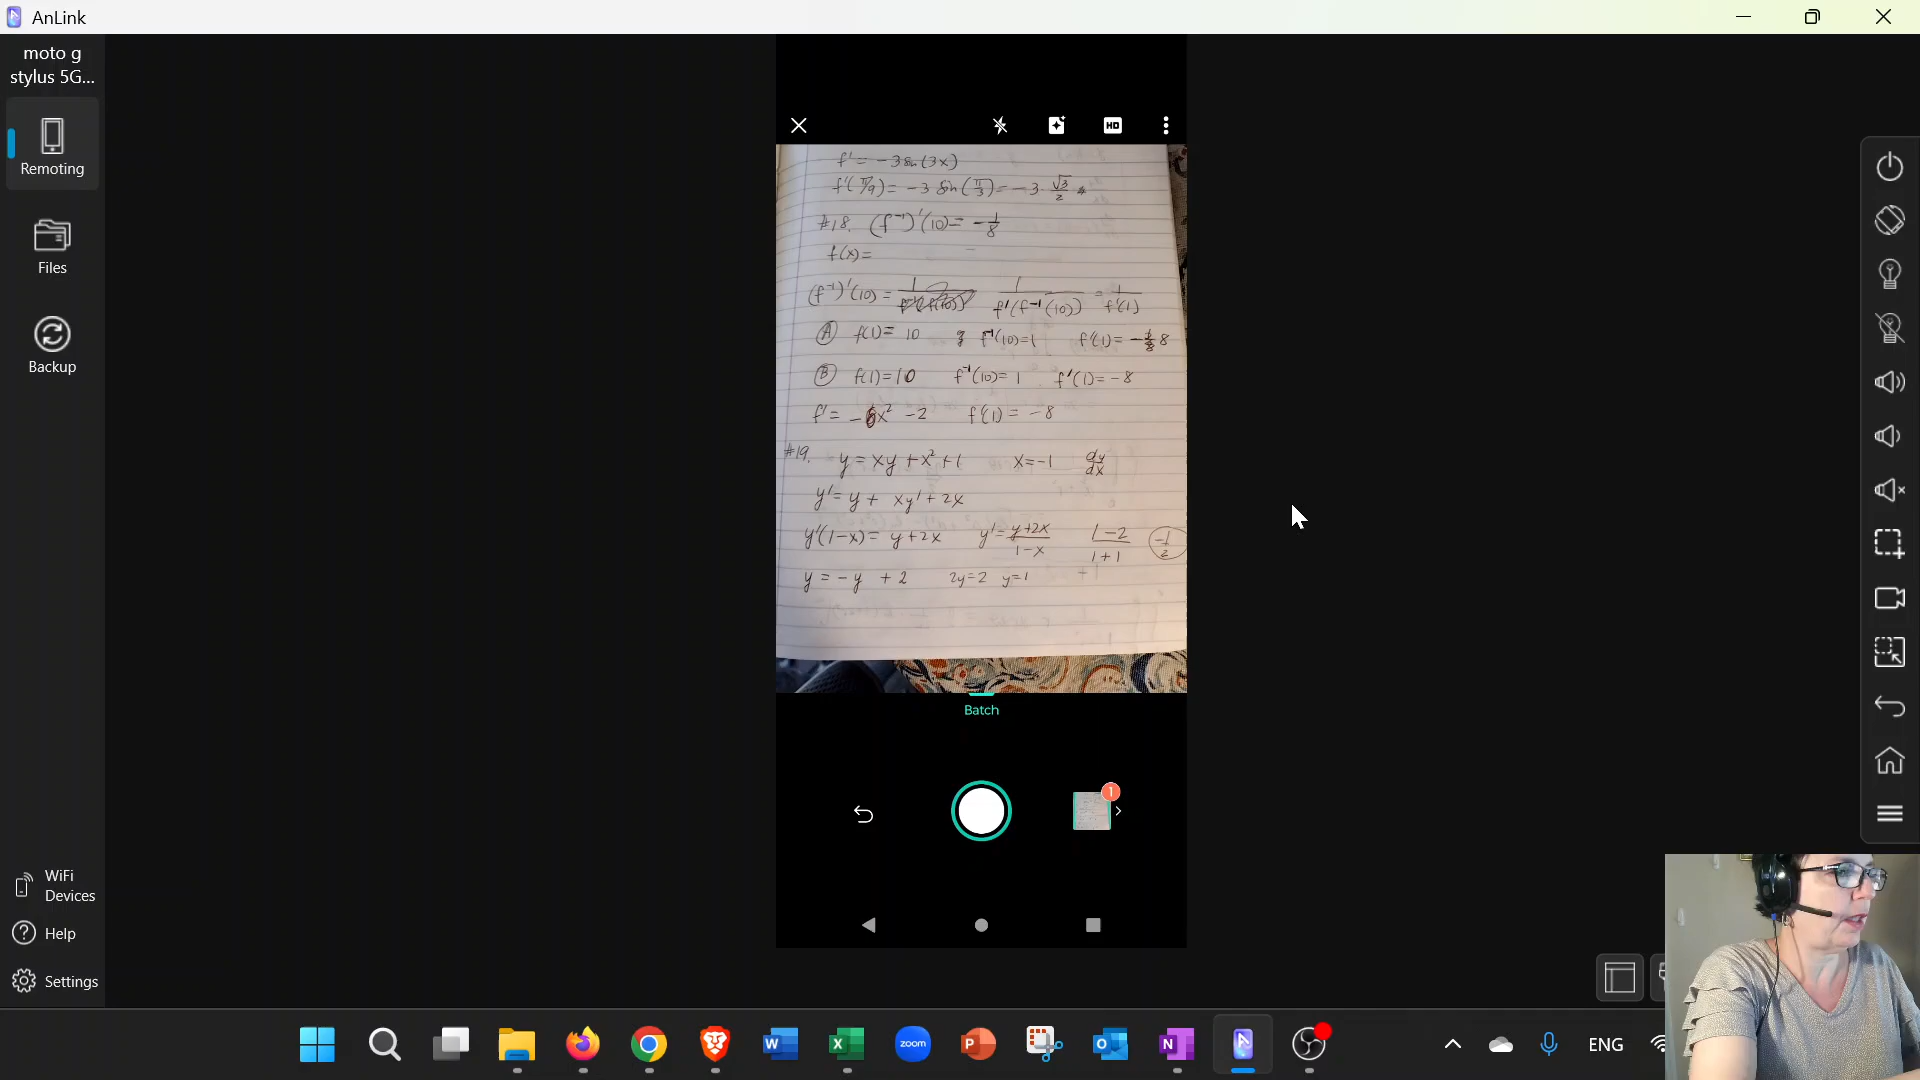 AnLink
moto g
stylus 5G...
Remoting
Files
Backup
WiFi
Devices
Help
Settings
HD
f' = -3 sin(3x)
f'(π/9) = -3 sin(π/3) = -3 √3/2
#18. (f⁻¹)'(10) = -1/8
f(x) =
(f⁻¹)'(10) = 1/(f'(f⁻¹(10))) = 1/f'(1)
Ⓐ f(1) = 10 f⁻¹(10) = 1 f'(1) = - 8
Ⓑ f(1) = 10 f⁻¹(10) = 1 f'(1) = -8
f' = -6x² - 2 f'(1) = -8
#19. y = xy + x² + 1 x = -1 dy/dx
y' = y + xy' + 2x
y'(1-x) = y + 2x y' = (y+2x)/(1-x) (1-2)/(1+1) -1/2
y = -y + 2 2y = 2 y = 1
Batch
1
W
X
zoom
P
O
N
ENG